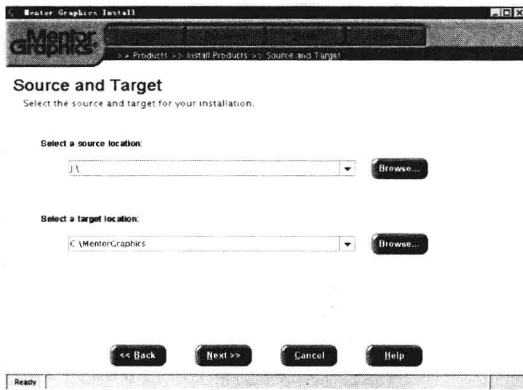 Mentor Graphics Install
Mentor
Graphics
>> Products >> Install Products >> Source and Target
Source and Target
Select the source and target for your installation.
Select a source location:
J:\
Browse...
Select a target location:
C:\MentorGraphics
Browse...
<< Back
Next >>
Cancel
Help
Ready